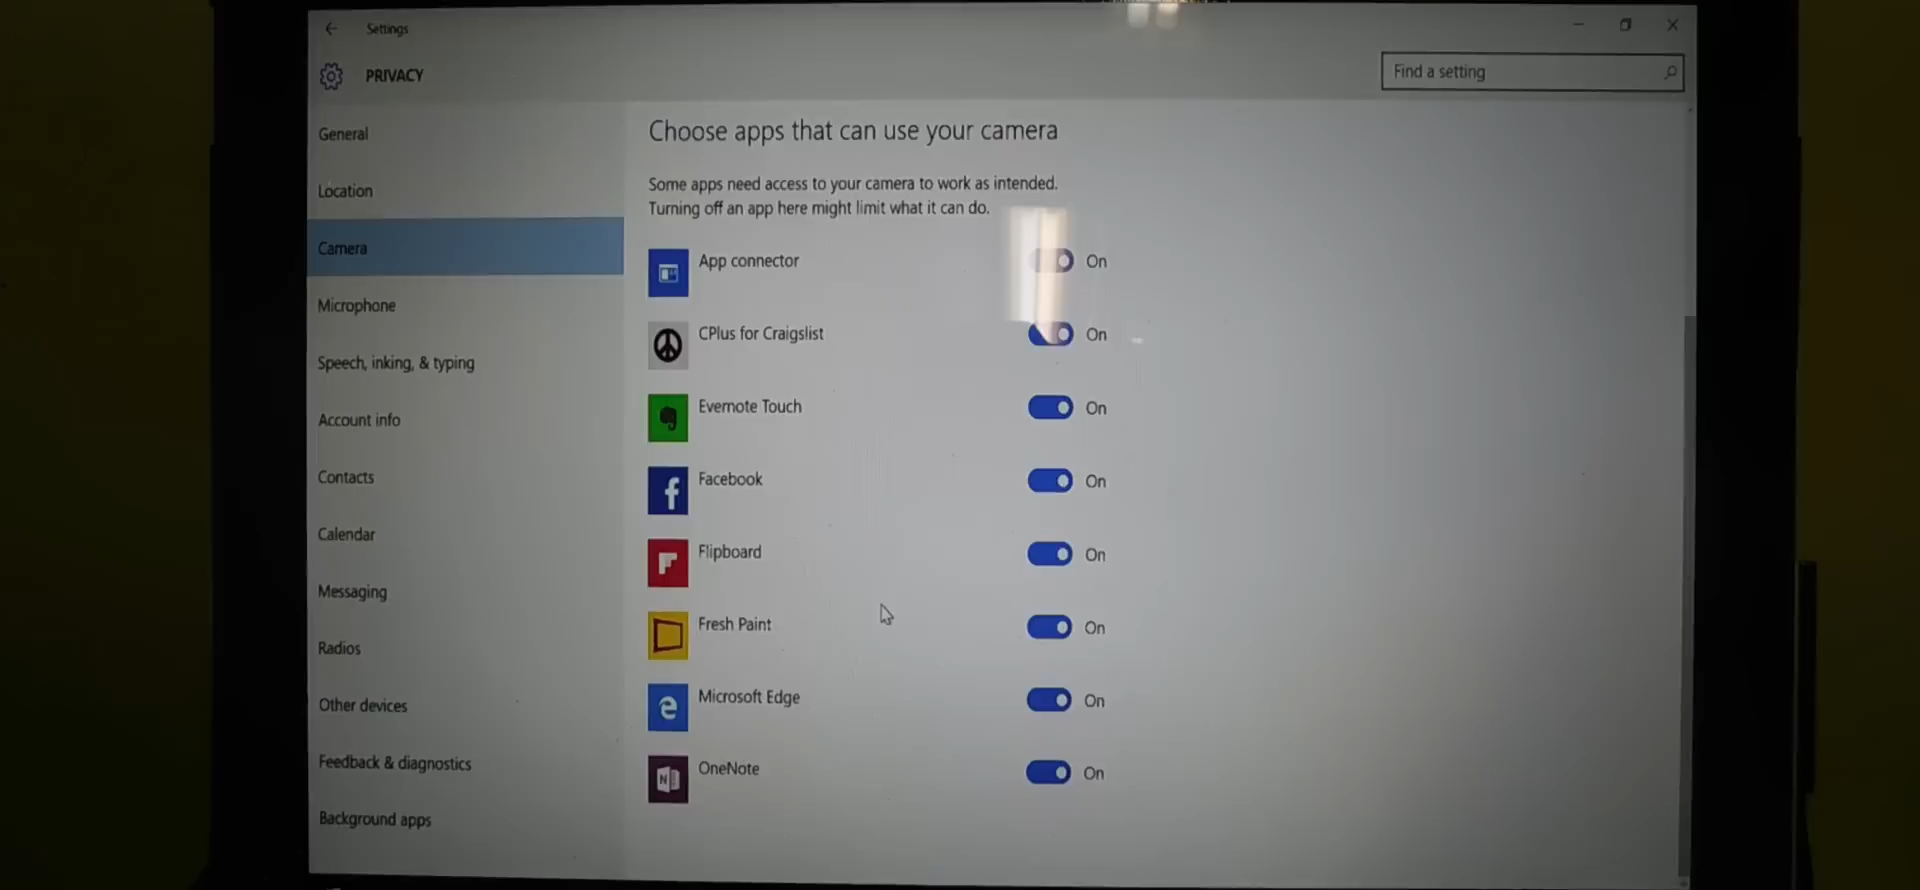 Settings
PRIVACY
Find a setting
General
Location
Camera
Microphone
Speech, inking, & typing
Account info
Contacts
Calendar
Messaging
Radios
Other devices
Feedback & diagnostics
Background apps
Choose apps that can use your camera
Some apps need access to your camera to work as intended.
Turning off an app here might limit what it can do.
App connector On
CPlus for Craigslist On
Evernote Touch On
Facebook On
Flipboard On
Fresh Paint On
Microsoft Edge On
OneNote On